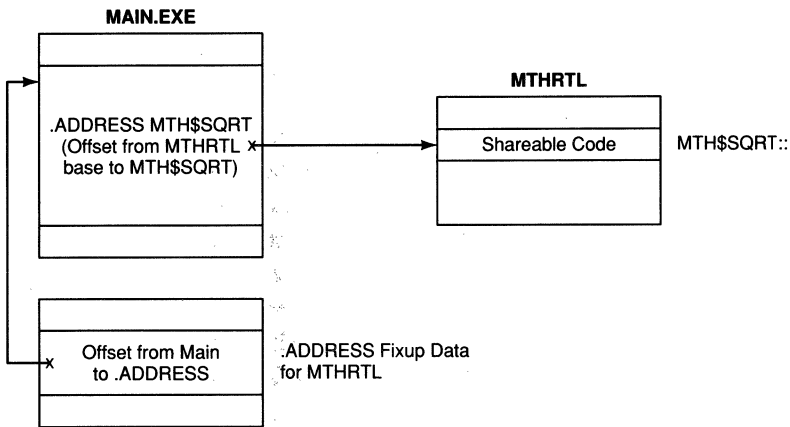 MAIN.EXE
.ADDRESS MTH$SQRT
(Offset from MTHRTL x
base to MTH$SQRT)
MTHRTL
Shareable Code
MTH$SQRT::
Offset from Main
x to .ADDRESS
.ADDRESS Fixup Data
for MTHRTL